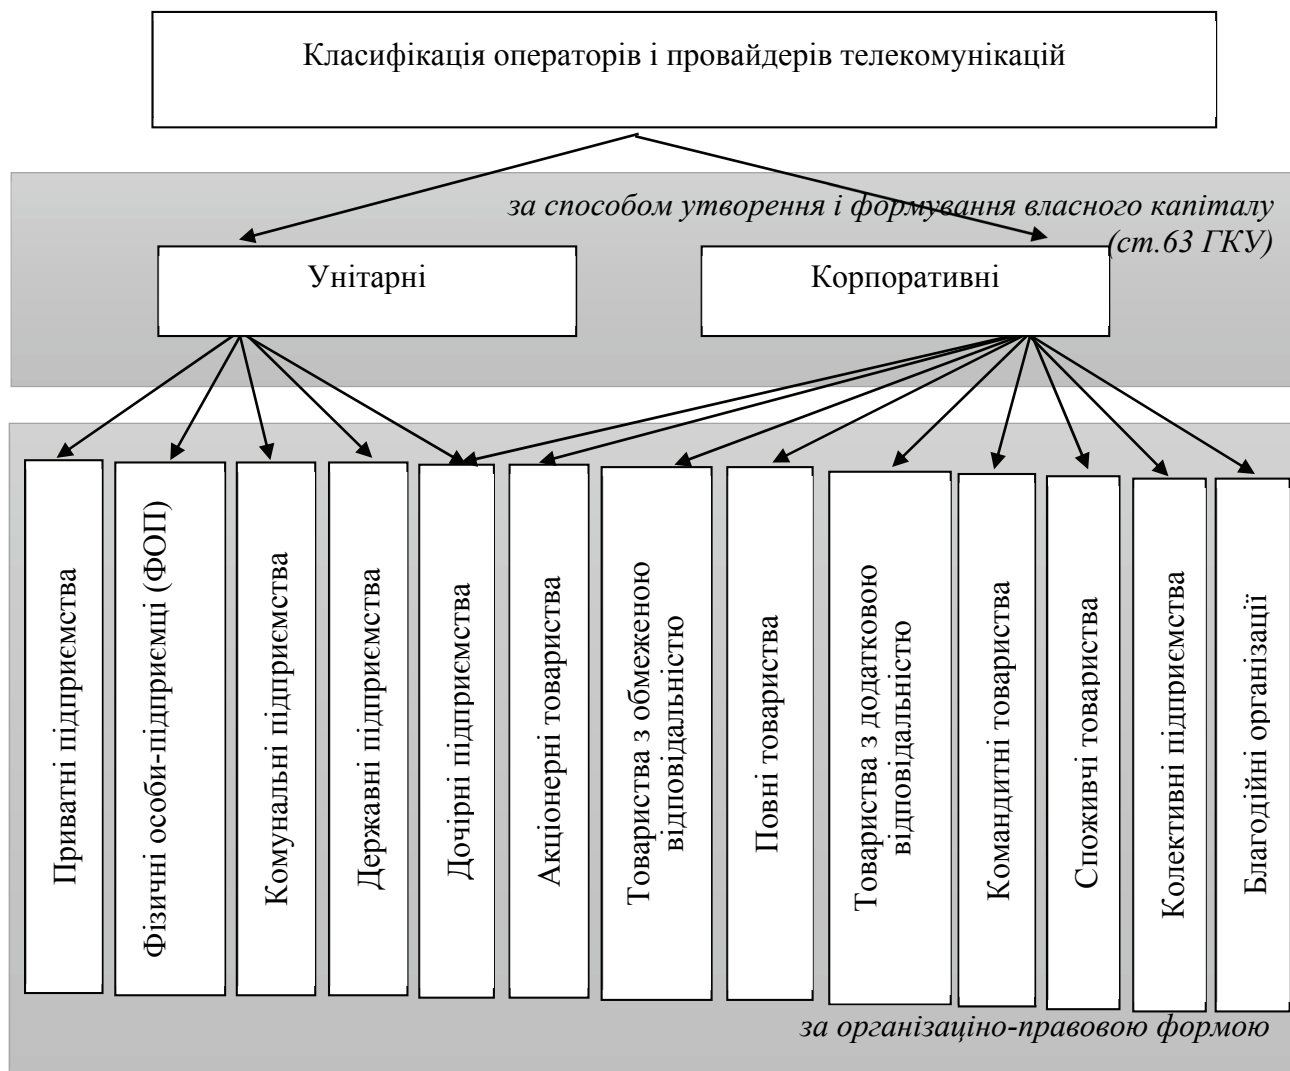 Класифікація операторів і провайдерів телекомунікацій
за способом утворення і формування власного капіталу
(ст.63 ГКУ)
Унітарні
Корпоративні
Приватні підприємства
Фізичні особи-підприємці (ФОП)
Комунальні підприємства
Державні підприємства
Дочірні підприємства
Акціонерні товариства
Товариства з обмеженою
відповідальністю
Повні товариства
Товариства з додатковою
відповідальністю
Командитні товариства
Споживчі товариства
Колективні підприємства
Благодійні організації
за організаціно-правовою формою